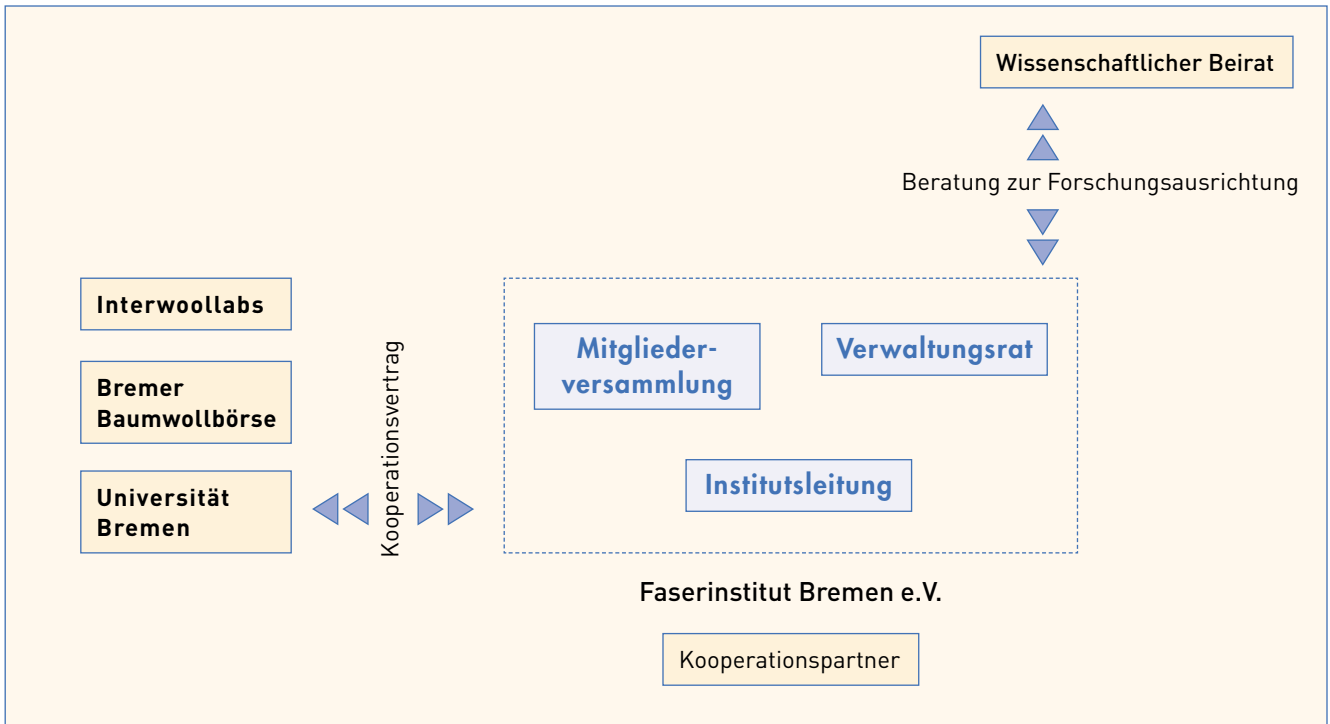 Wissenschaftlicher Beirat
Beratung zur Forschungsausrichtung
Interwoollabs
Bremer
Baumwollbörse
Universität
Bremen
Kooperationsvertrag
Mitglieder-
versammlung
Verwaltungsrat
Institutsleitung
Faserinstitut Bremen e.V.
Kooperationspartner